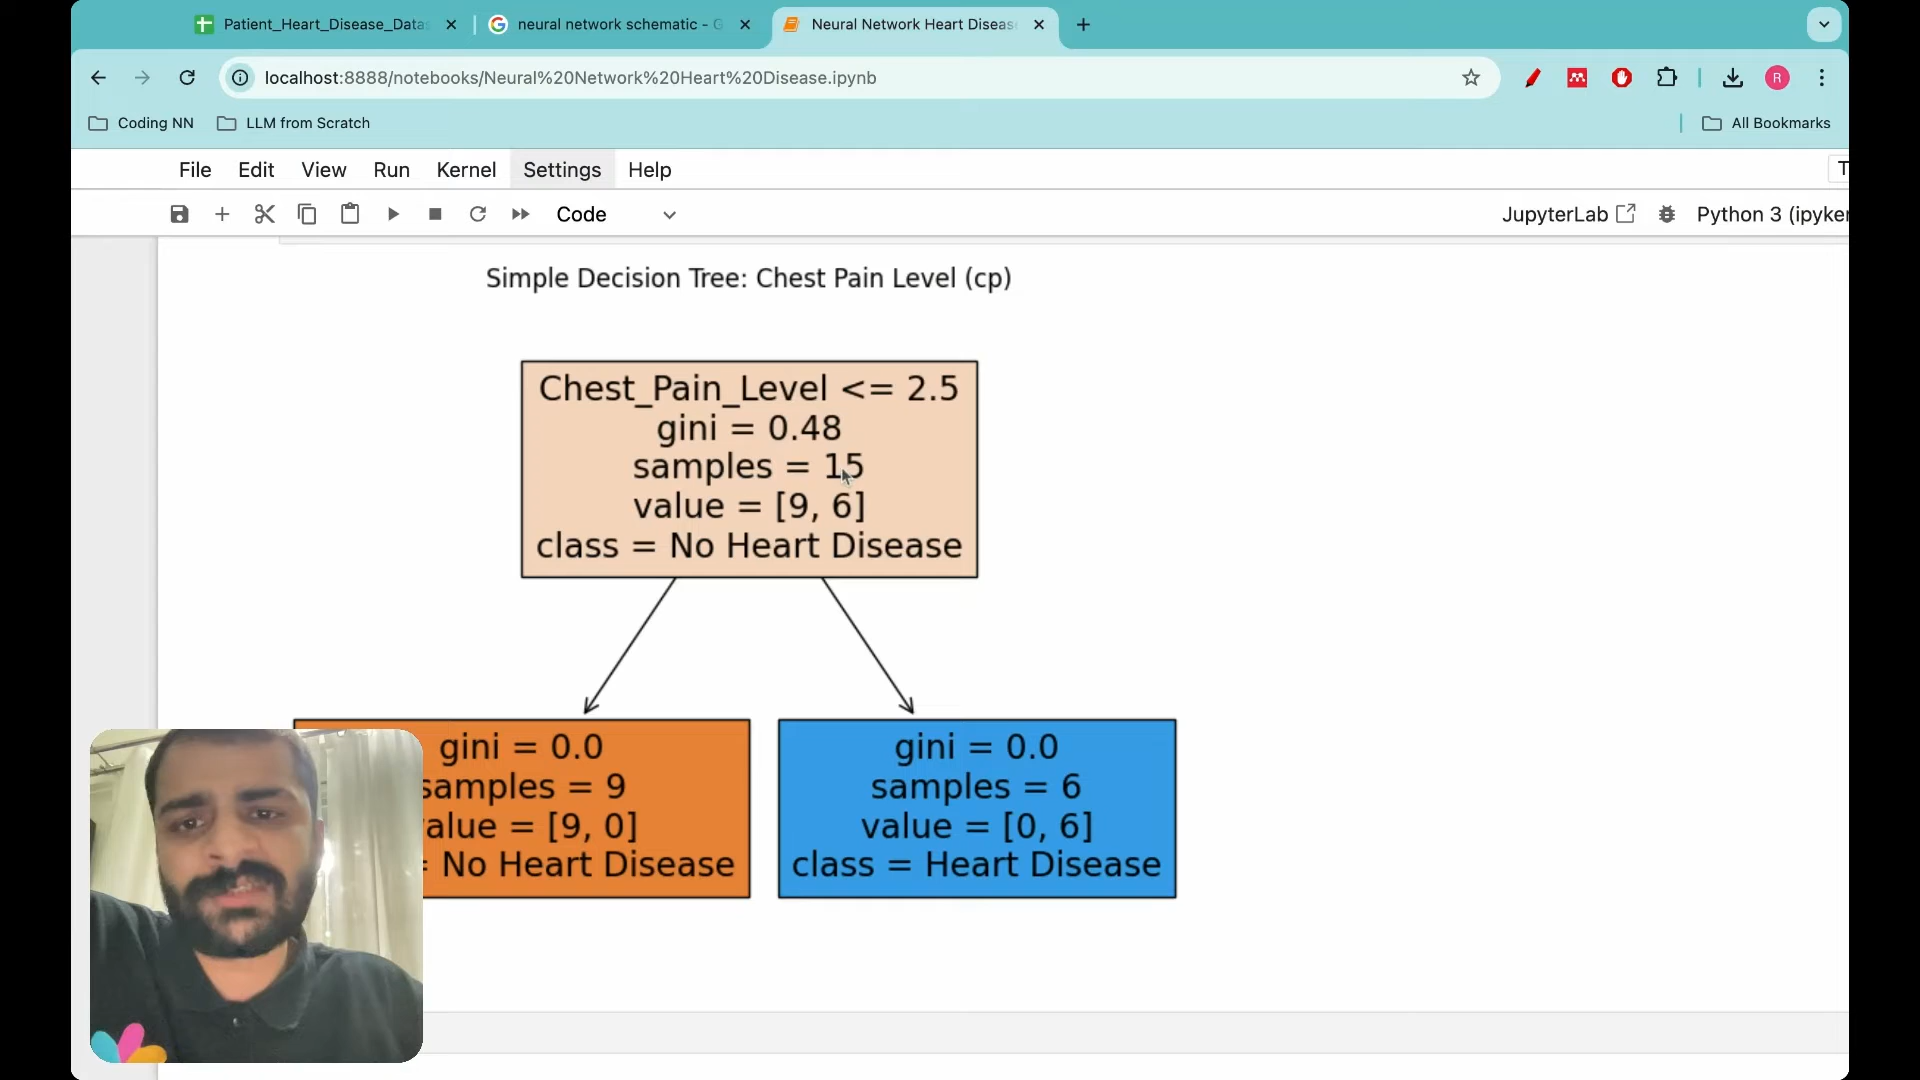 Patient_Heart_Disease_Data
neural network schematic - G
Neural Network Heart Diseas
localhost:8888/notebooks/Neural%20Network%20Heart%20Disease.ipynb
R
Coding NN
LLM from Scratch
All Bookmarks
File Edit View Run Kernel Settings Help
T
Code
JupyterLab
Python 3 (ipyker
Simple Decision Tree: Chest Pain Level (cp)
Chest_Pain_Level <= 2.5
gini = 0.48
samples = 15
value = [9, 6]
class = No Heart Disease
gini = 0.0
samples = 9
alue = [9, 0]
= No Heart Disease
gini = 0.0
samples = 6
value = [0, 6]
class = Heart Disease